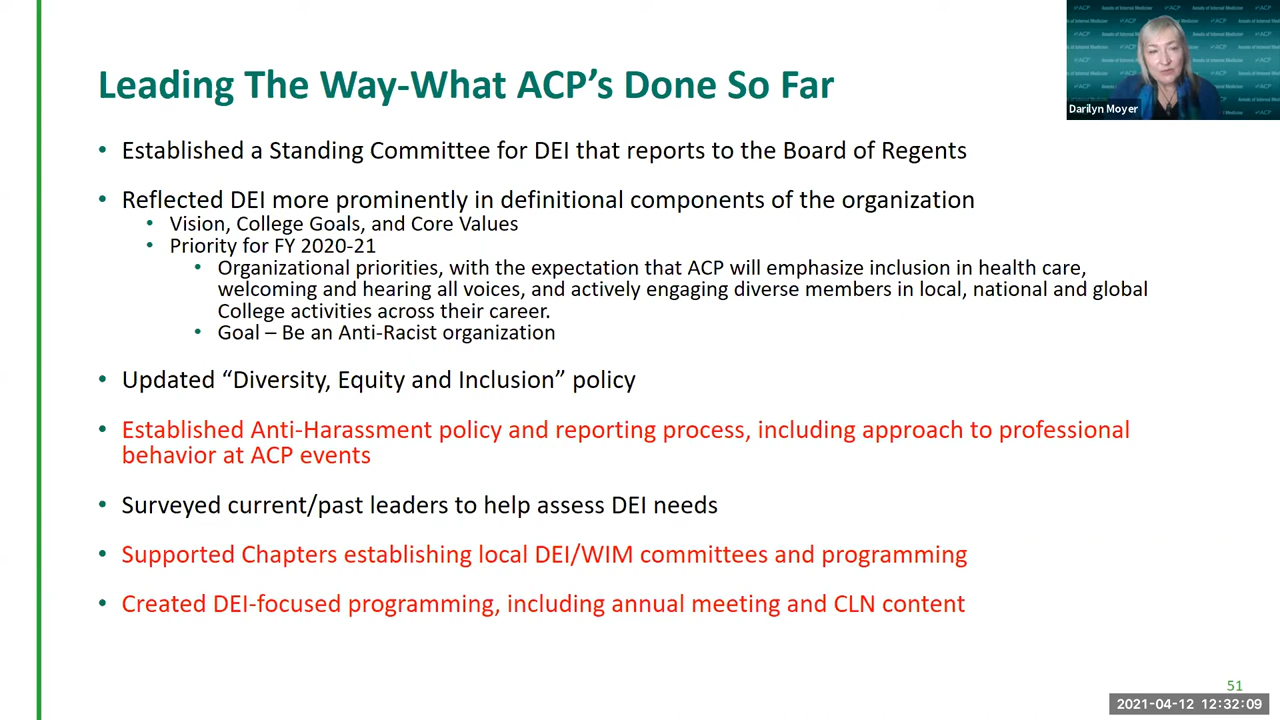 Leading The Way-What ACP's Done So Far
Darilyn Moyer
• Established a Standing Committee for DEI that reports to the Board of Regents
• Reflected DEI more prominently in definitional components of the organization
• Vision, College Goals, and Core Values
• Priority for FY 2020-21
• Organizational priorities, with the expectation that ACP will emphasize inclusion in health care,
welcoming and hearing all voices, and actively engaging diverse members in local, national and global
College activities across their career.
• Goal – Be an Anti-Racist organization
• Updated “Diversity, Equity and Inclusion” policy
• Established Anti-Harassment policy and reporting process, including approach to professional
behavior at ACP events
• Surveyed current/past leaders to help assess DEI needs
• Supported Chapters establishing local DEI/WIM committees and programming
• Created DEI-focused programming, including annual meeting and CLN content
51
2021-04-12 12:32:09